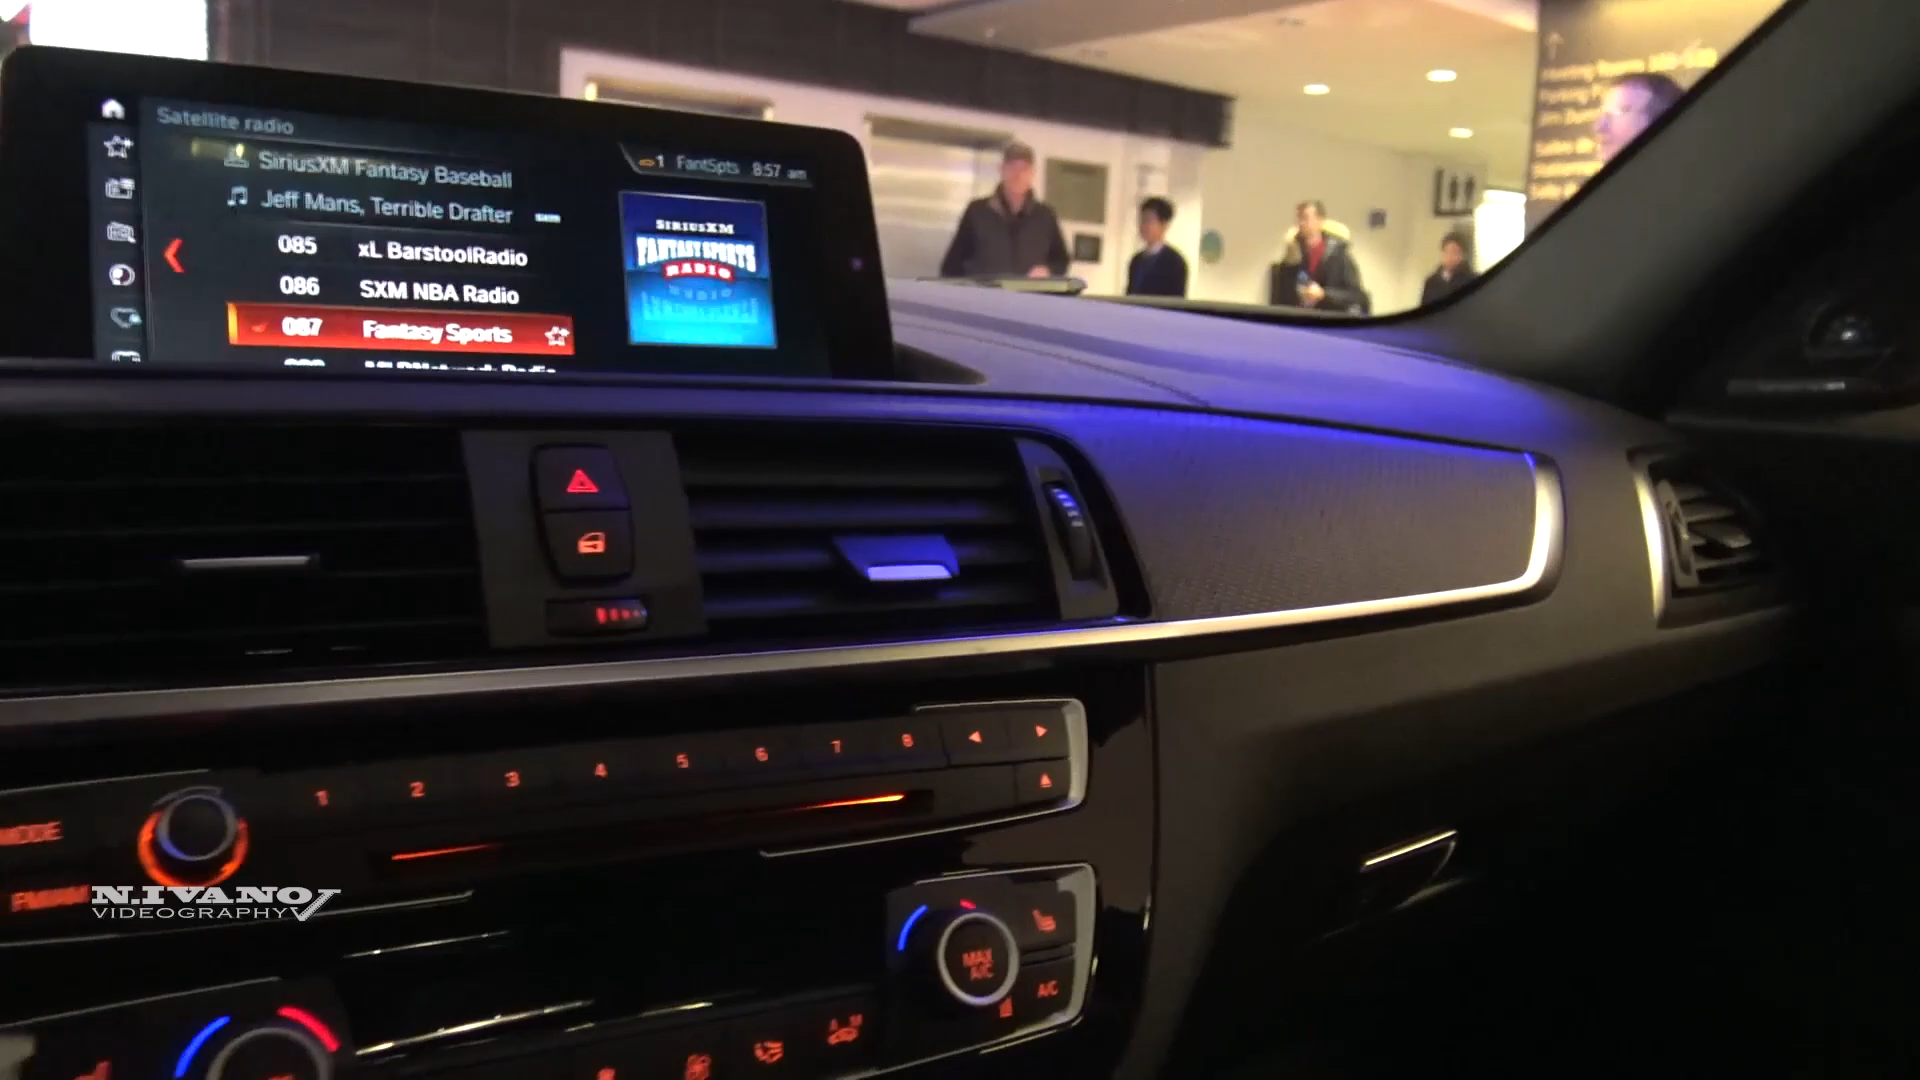 Satellite radio
SiriusXM Fantasy Baseball
1 FantSpts 8:57 am
Jeff Mans, Terrible Drafter
085 xL BarstoolRadio
086 SXM NBA Radio
087 Fantasy Sports
SIRIUSXM
FANTASY SPORTS
RADIO
1 2 3 4 5 6 7 8
MODE
FM/AM
N.IVANOV
VIDEOGRAPHY
MAX
A/C
A/C